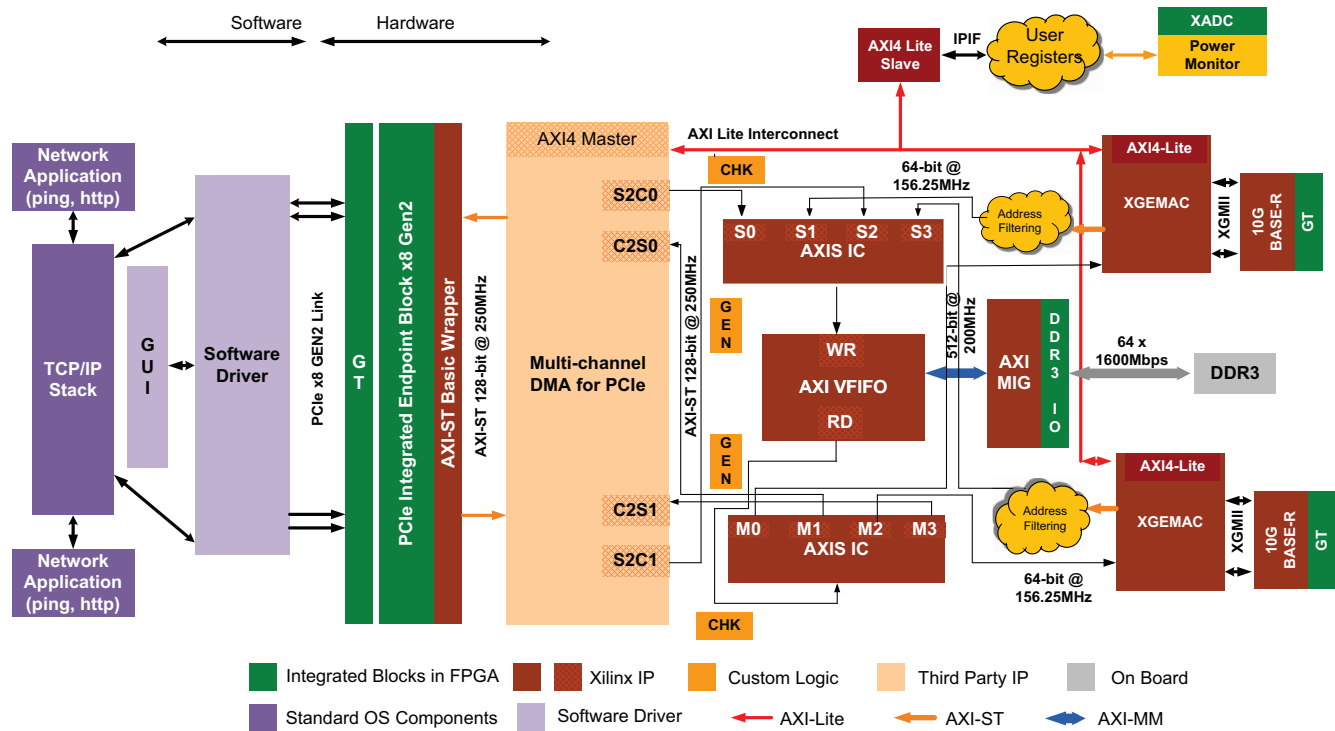 Software
Hardware
Network
Application
(ping, http)
TCP/IP
Stack
Network
Application
(ping, http)
G
U
I
Software
Driver
PCIe x8 GEN2 Link
G
T
PCIe Integrated Endpoint Block x8 Gen2
AXI-ST Basic Wrapper
AXI-ST 128-bit @ 250MHz
AXI4 Master
S2C0
C2S0
Multi-channel
DMA for PCIe
C2S1
S2C1
AXI-ST 128-bit @ 250MHz
AXI Lite Interconnect
CHK
G
E
N
G
E
N
CHK
S0
S1
S2
S3
AXIS IC
WR
AXI VFIFO
RD
M0
M1
M2
M3
AXIS IC
AXI4 Lite
Slave
IPIF
User
Registers
XADC
Power
Monitor
64-bit @
156.25MHz
Address
Filtering
AXI4-Lite
XGEMAC
XGMII
10G
BASE-R
GT
512-bit @
200MHz
AXI
MIG
D
D
R
3
I
O
64 x
1600Mbps
DDR3
Address
Filtering
AXI4-Lite
XGEMAC
XGMII
10G
BASE-R
GT
64-bit @
156.25MHz
Integrated Blocks in FPGA
Xilinx IP
Custom Logic
Third Party IP
On Board
Standard OS Components
Software Driver
AXI-Lite
AXI-ST
AXI-MM